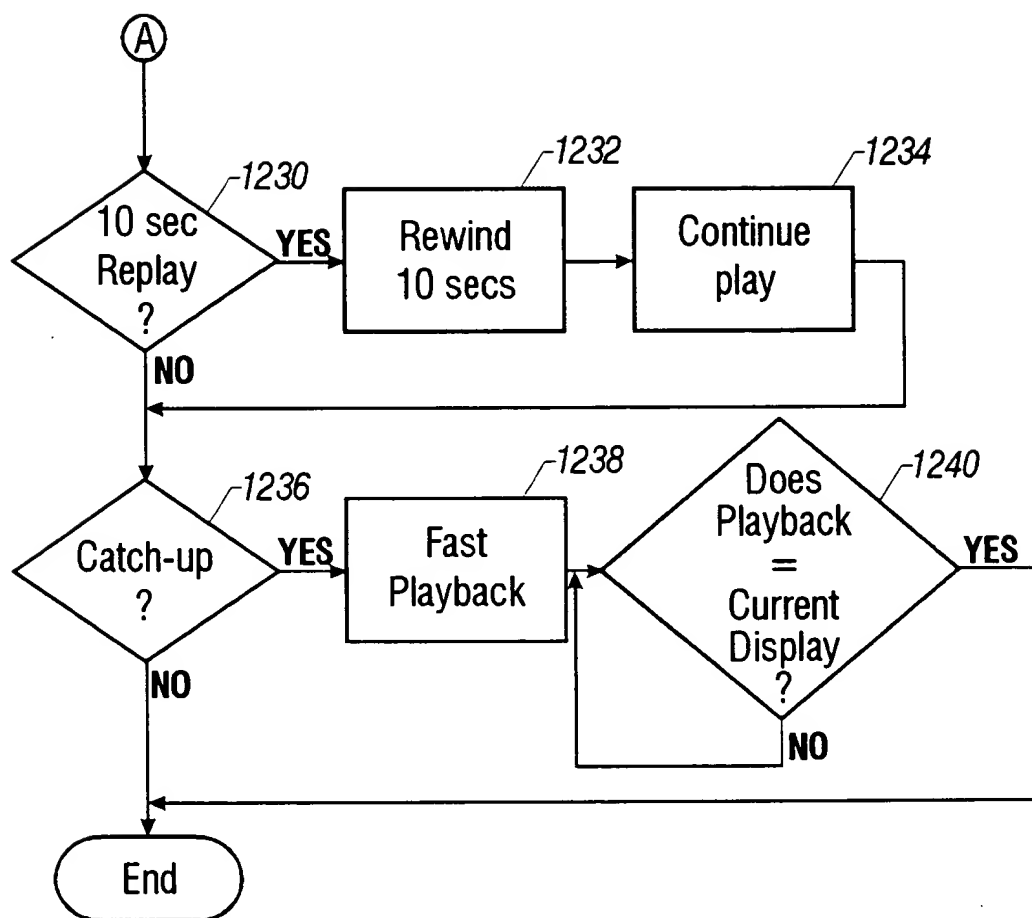 A
1230
10 sec
Replay
?
YES
NO
1232
Rewind
10 secs
1234
Continue
play
1236
Catch-up
?
YES
NO
1238
Fast
Playback
1240
Does
Playback
=
Current
Display
?
YES
NO
End